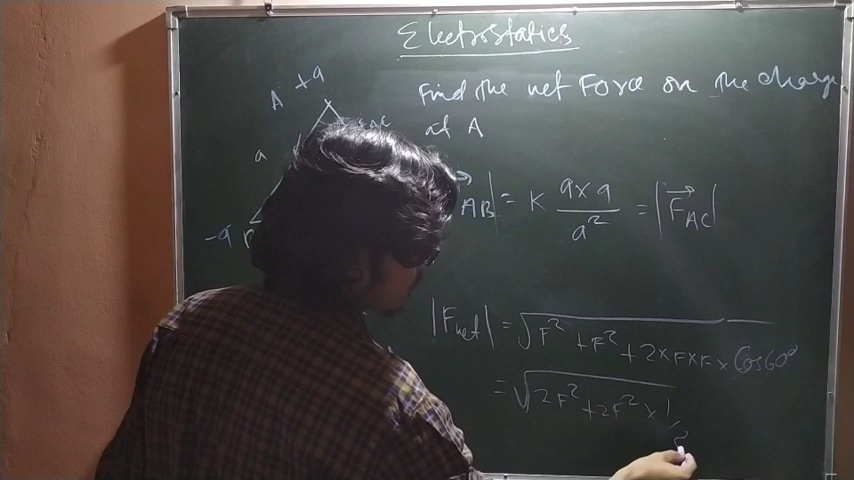 Electrostatics
A +q
Find the net Force on the charge
at A
a
AB| = K q×q / a² = |F AC|
-q B
|F net| = √F² + F² + 2×F×F× Cos60°
= √2F² + 2F² × 1/2